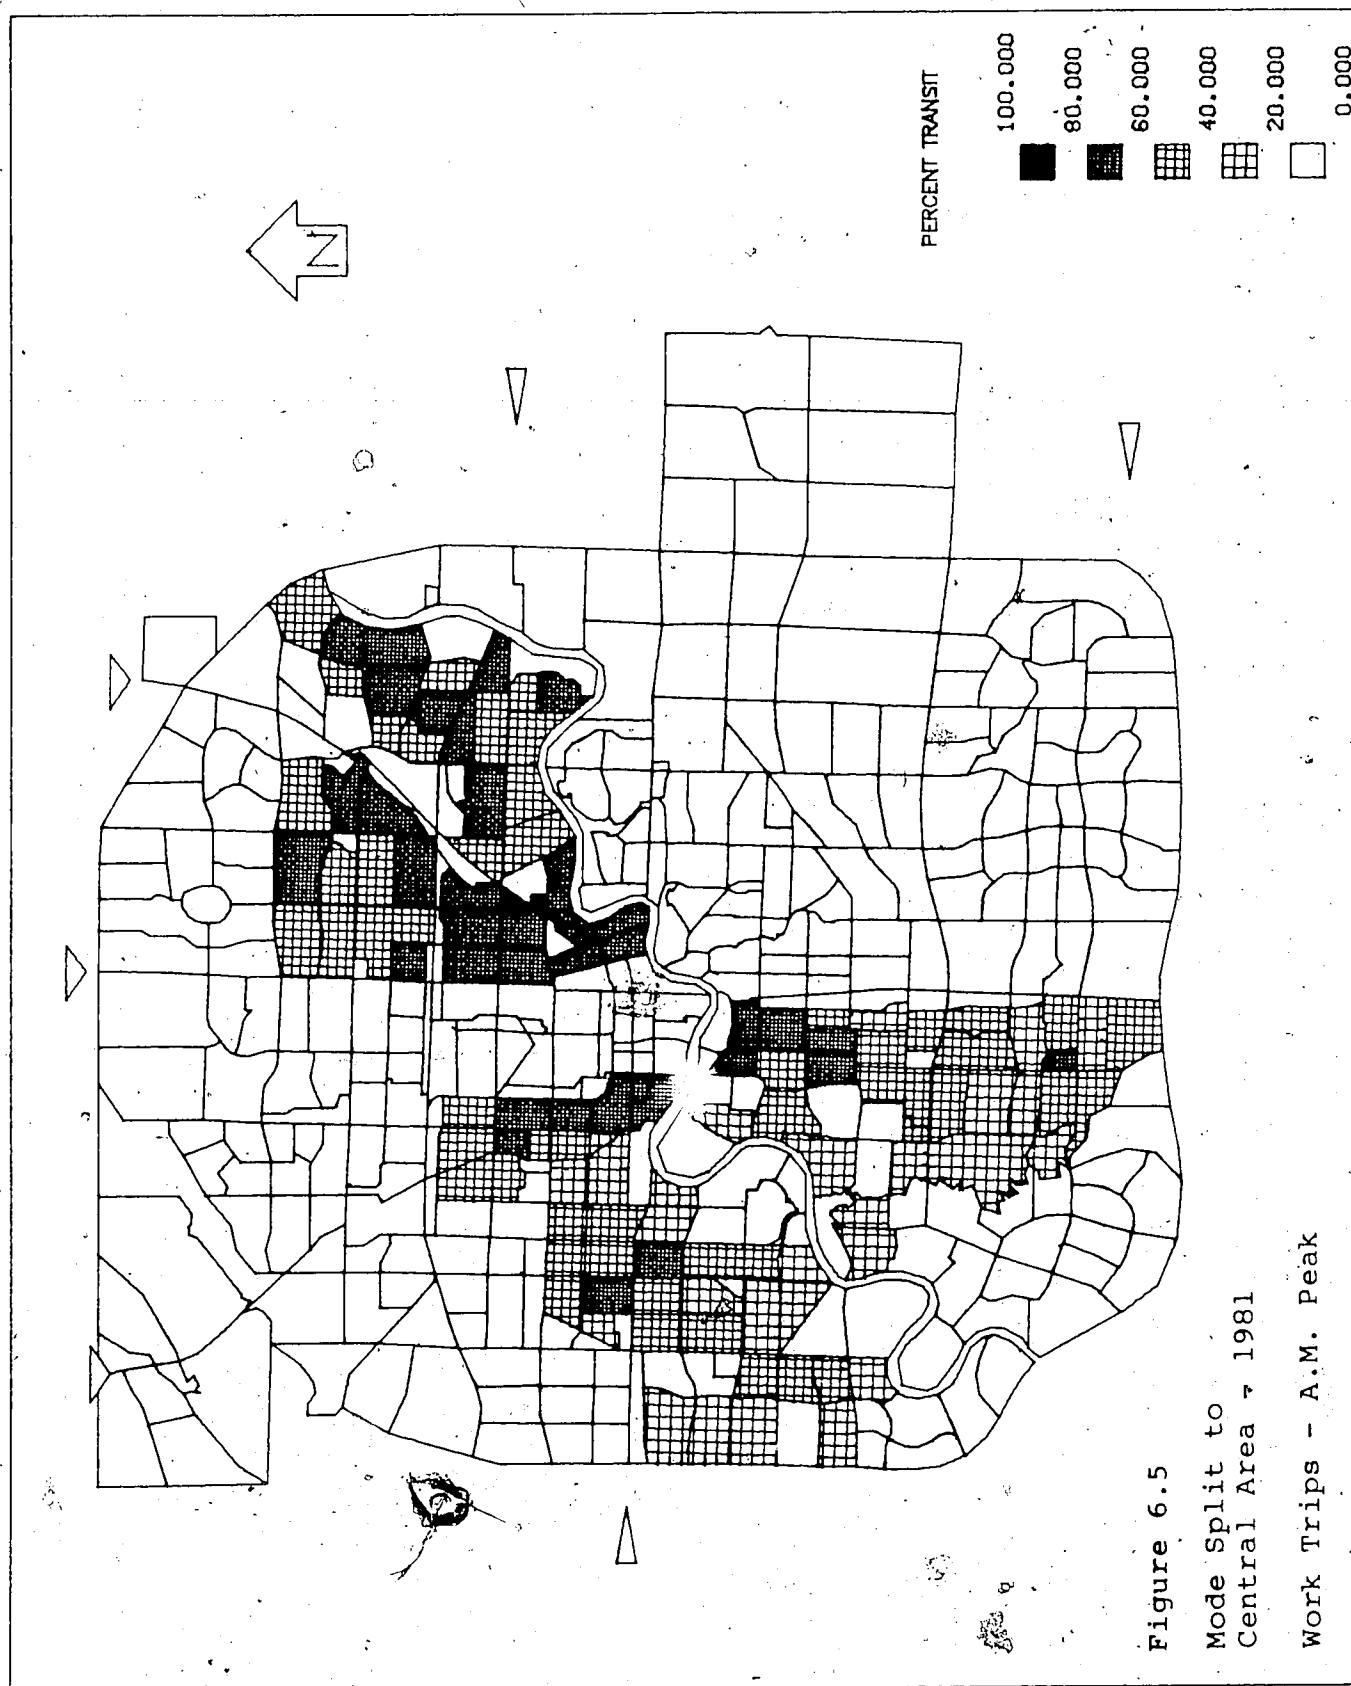 Figure 6.5
Mode Split to
Central Area - 1981
Work Trips - A.M. Peak
N
PERCENT TRANSIT
100.000
80.000
60.000
40.000
20.000
0.000